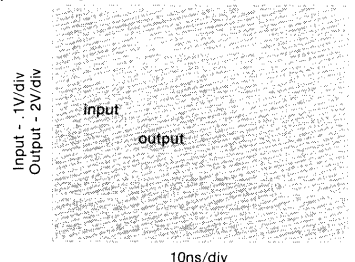 Input - .1V/div
Output - 2V/div
input
output
10ns/div